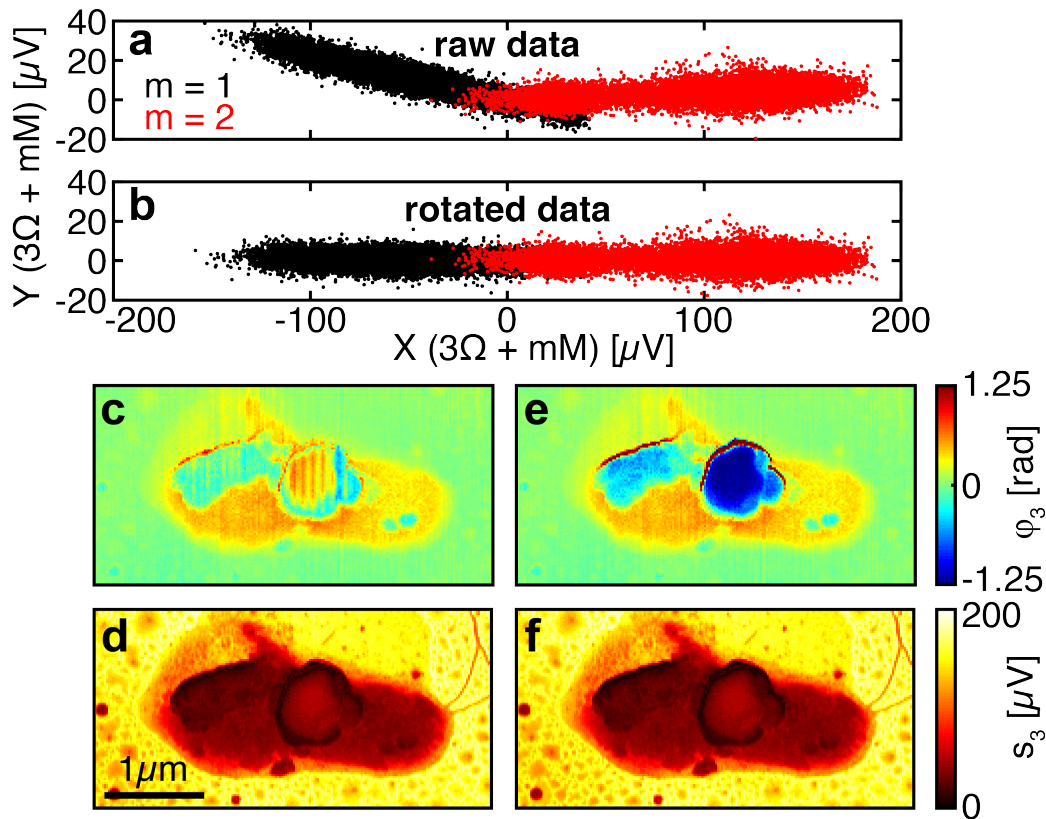 40
20
0
-20
a
raw data
m = 1
m = 2
40
20
0
-20
b
rotated data
Y (3Ω + mM) [µV]
-200
-100
0
100
200
X (3Ω + mM) [µV]
c
e
1.25
0
-1.25
φ3 [rad]
d
1µm
f
200
0
s3 [µV]